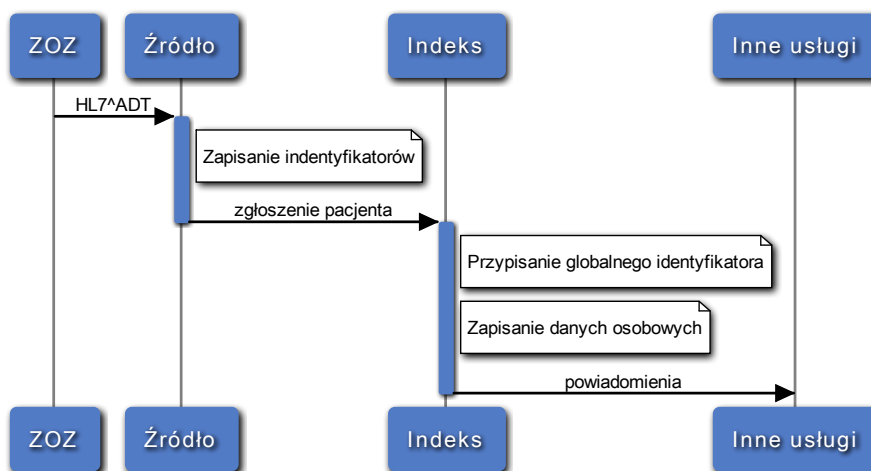 ZOZ
Źródło
Indeks
Inne usługi
HL7^ADT
Zapisanie indentyfikatorów
zgłoszenie pacjenta
Przypisanie globalnego identyfikatora
Zapisanie danych osobowych
powiadomienia
ZOZ
Źródło
Indeks
Inne usługi